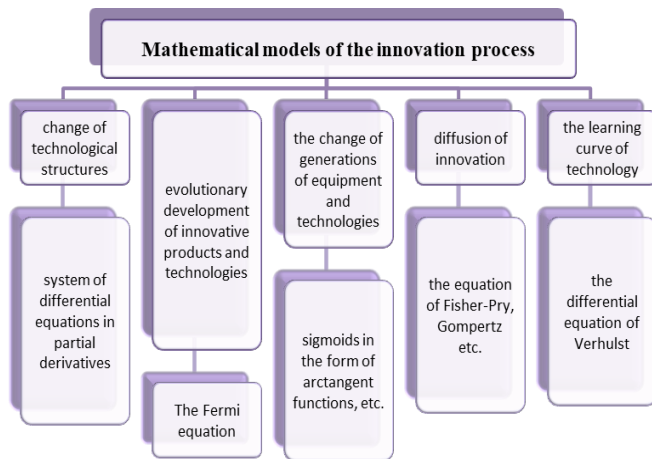 Mathematical models of the innovation process
change of
technological
structures
system of
differential
equations in
partial
derivatives
evolutionary
development
of innovative
products and
technologies
The Fermi
equation
the change of
generations
of equipment
and
technologies
sigmoids in
the form of
arctangent
functions, etc.
diffusion of
innovation
the equation
of Fisher-Pry,
Gompertz
etc.
the learning
curve of
technology
the
differential
equation of
Verhulst